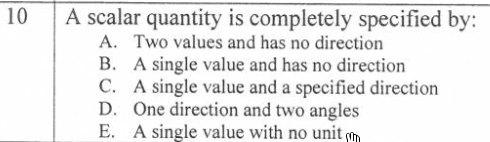 10 A scalar quantity is completely specified by:
A. Two values and has no direction
B. A single value and has no direction
C. A single value and a specified direction
D. One direction and two angles
E. A single value with no unit